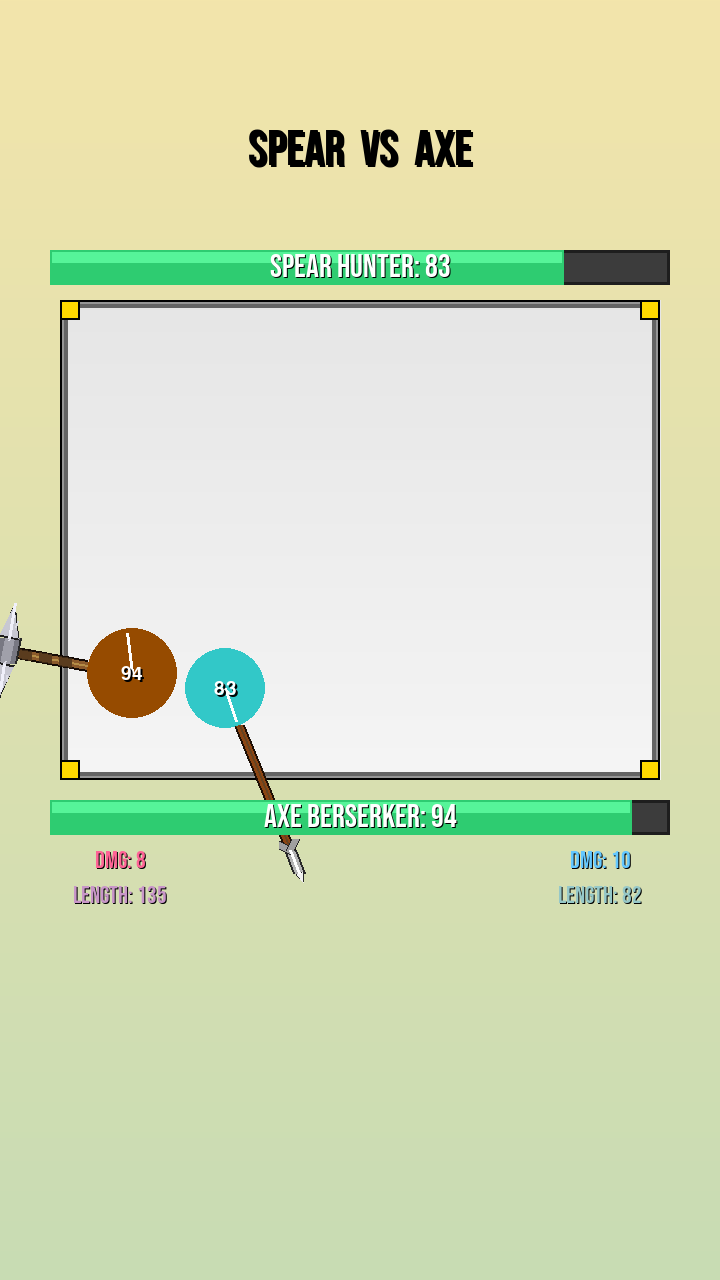 SPEAR VS AXE
SPEAR HUNTER: 83
94
83
AXE BERSERKER: 94
DMG: 8
DMG: 10
LENGTH: 135
LENGTH: 82